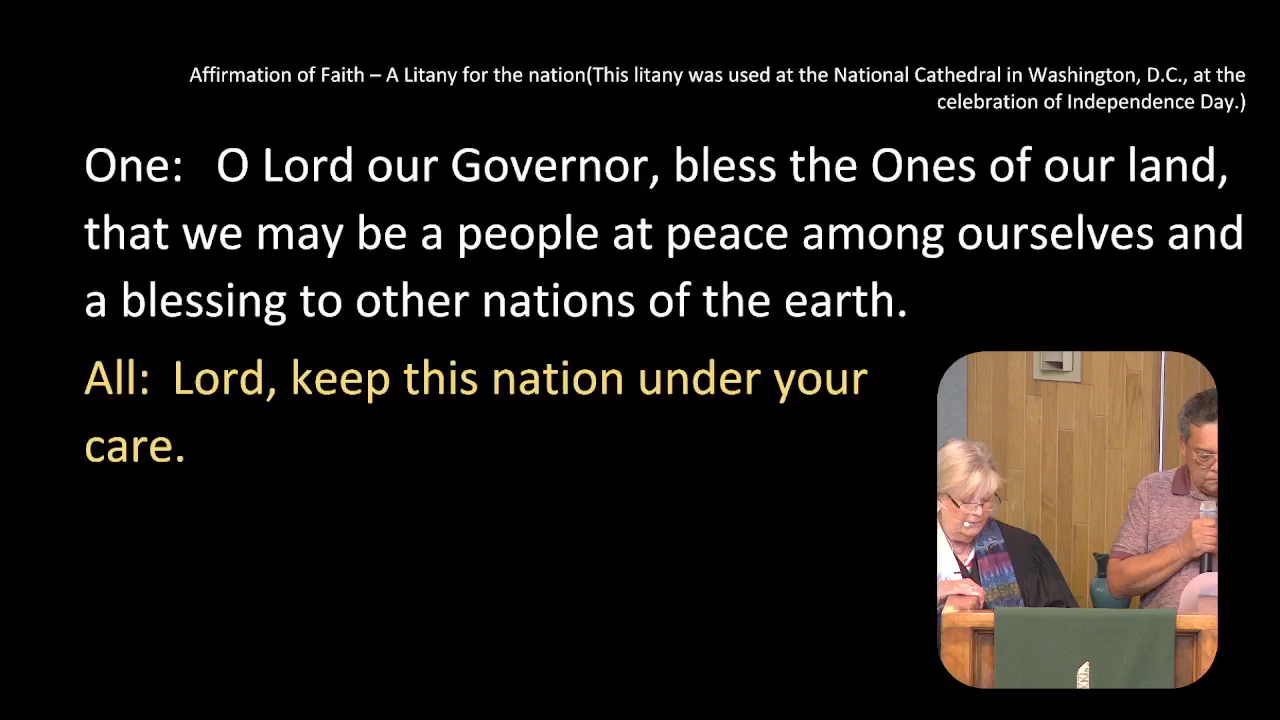 Affirmation of Faith – A Litany for the nation(This litany was used at the National Cathedral in Washington, D.C., at the
celebration of Independence Day.)
One:   O Lord our Governor, bless the Ones of our land,
that we may be a people at peace among ourselves and
a blessing to other nations of the earth.
All:  Lord, keep this nation under your
care.